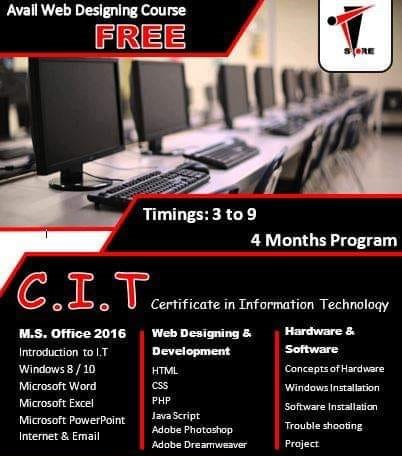 Avail Web Designing Course
FREE
STORE
Timings: 3 to 9
4 Months Program
C.I.T Certificate in Information Technology
M.S. Office 2016
Introduction to I.T
Windows 8 / 10
Microsoft Word
Microsoft Excel
Microsoft PowerPoint
Internet & Email
Web Designing &
Development
HTML
CSS
PHP
Java Script
Adobe Photoshop
Adobe Dreamweaver
Hardware &
Software
Concepts of Hardware
Windows Installation
Software Installation
Trouble shooting
Project